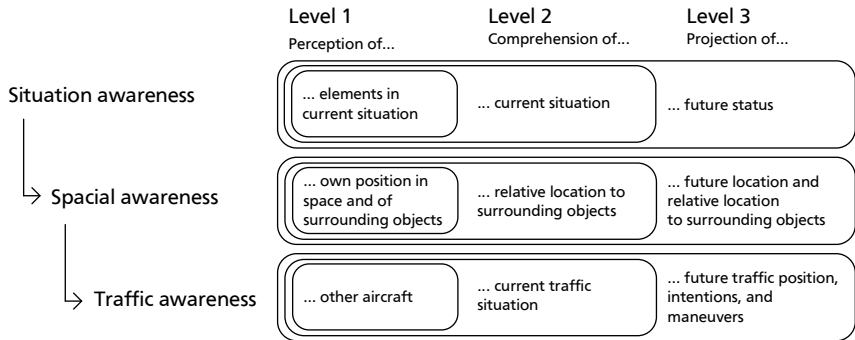 Level 1
Level 2
Level 3
Perception of...
Comprehension of...
Projection of...
Situation awareness
... elements in
current situation
... current situation
... future status
Spacial awareness
... own position in
space and of
surrounding objects
... relative location to
surrounding objects
... future location and
relative location
to surrounding objects
Traffic awareness
... other aircraft
... current traffic
situation
... future traffic position,
intentions, and
maneuvers